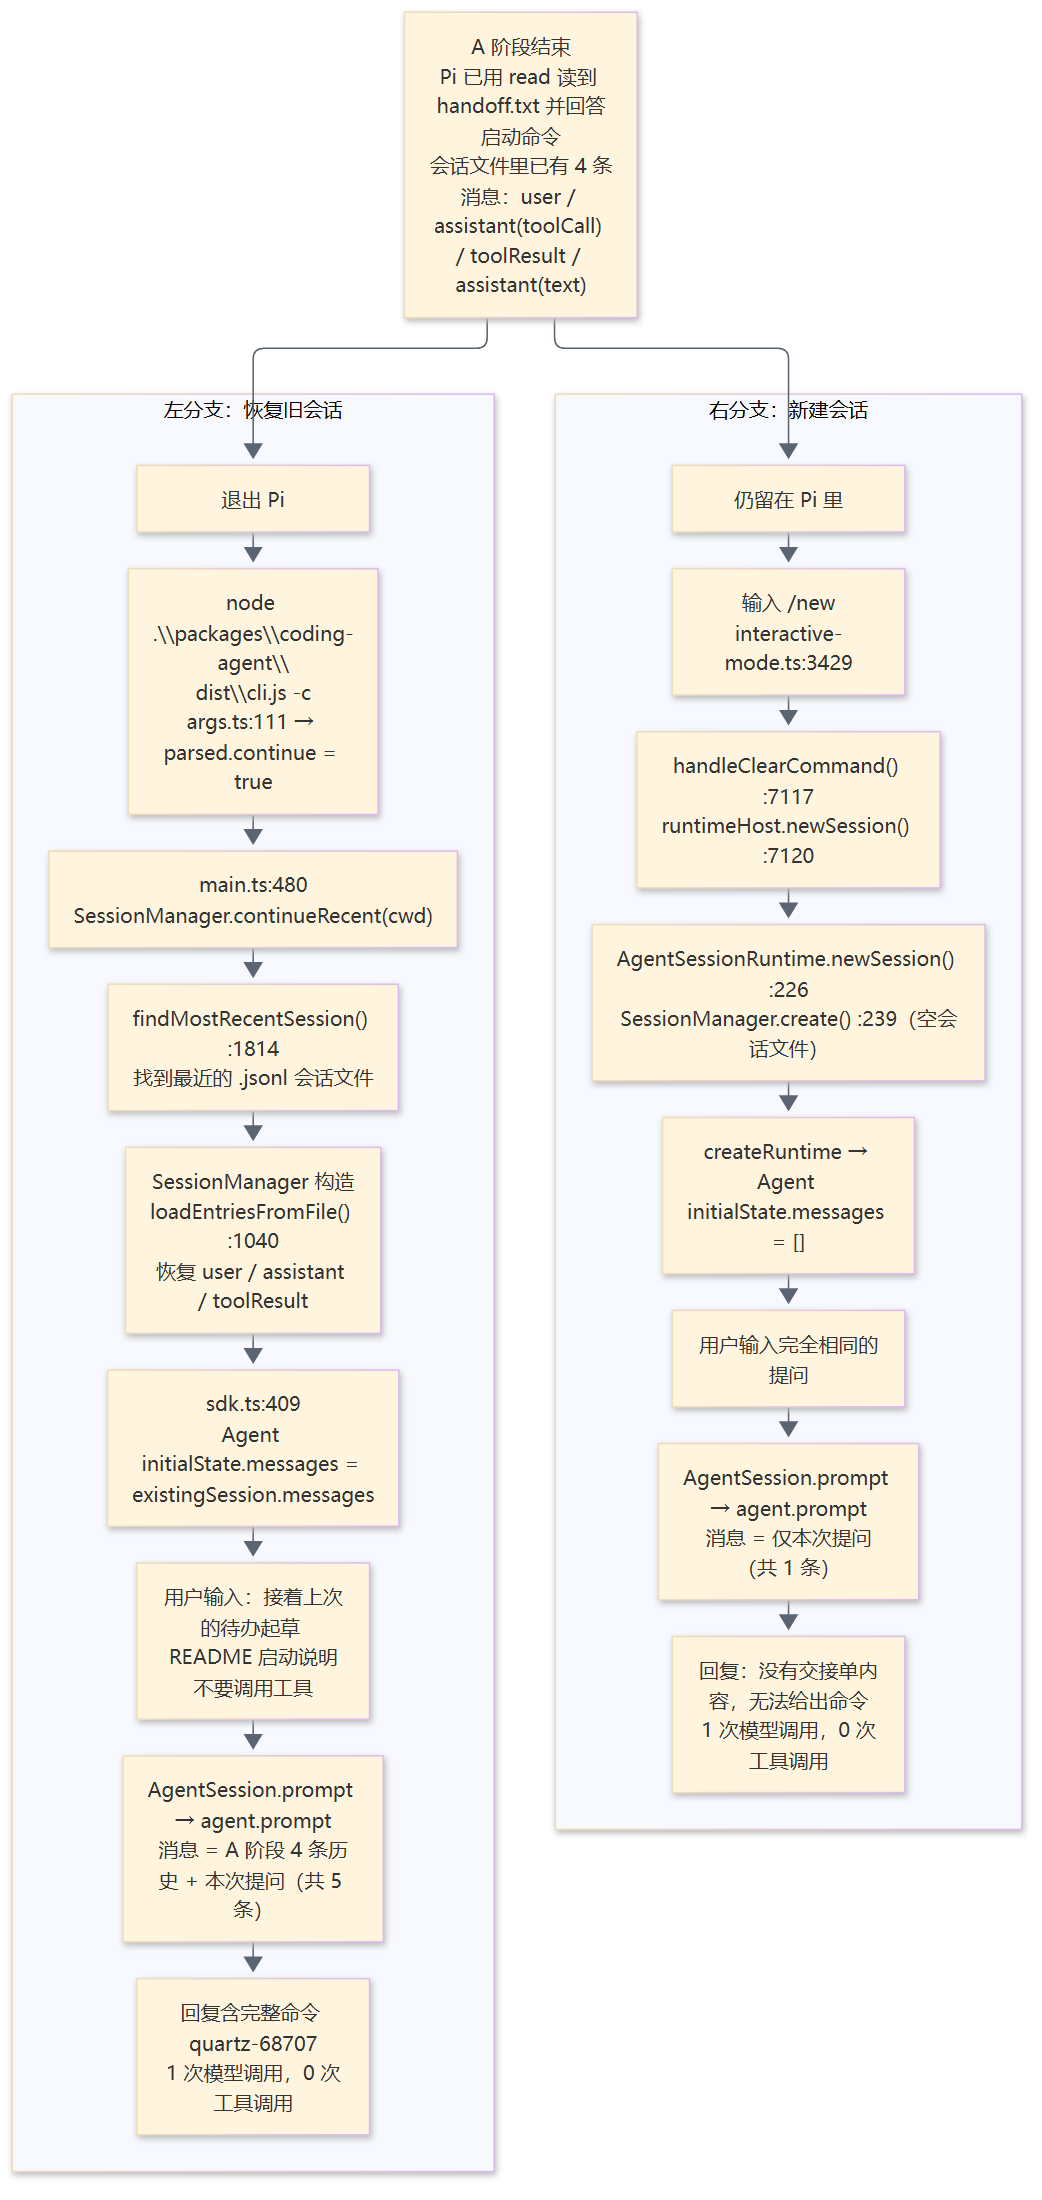 A 阶段结束
Pi 已用 read 读到
handoff.txt 并回答
启动命令
会话文件里已有 4 条
消息：user /
assistant(toolCall)
/ toolResult /
assistant(text)
左分支：恢复旧会话
退出 Pi
node
.\\packages\\coding-
agent\\
dist\\cli.js -c
args.ts:111 →
parsed.continue =
true
main.ts:480
SessionManager.continueRecent(cwd)
findMostRecentSession()
:1814
找到最近的 .jsonl 会话文件
SessionManager 构造
loadEntriesFromFile()
:1040
恢复 user / assistant
/ toolResult
sdk.ts:409
Agent
initialState.messages =
existingSession.messages
用户输入：接着上次
的待办起草
README 启动说明
不要调用工具
AgentSession.prompt
→ agent.prompt
消息 = A 阶段 4 条历
史 + 本次提问（共 5
条）
回复含完整命令
quartz-68707
1 次模型调用，0 次
工具调用
右分支：新建会话
仍留在 Pi 里
输入 /new
interactive-
mode.ts:3429
handleClearCommand()
:7117
runtimeHost.newSession()
:7120
AgentSessionRuntime.newSession()
:226
SessionManager.create() :239（空会
话文件）
createRuntime →
Agent
initialState.messages
= []
用户输入完全相同的
提问
AgentSession.prompt
→ agent.prompt
消息 = 仅本次提问
（共 1 条）
回复：没有交接单内
容，无法给出命令
1 次模型调用，0 次
工具调用